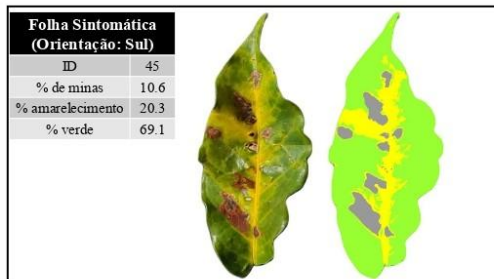 Folha Sintomática
(Orientação: Sul)
ID 45
% de minas 10.6
% amarelecimento 20.3
% verde 69.1